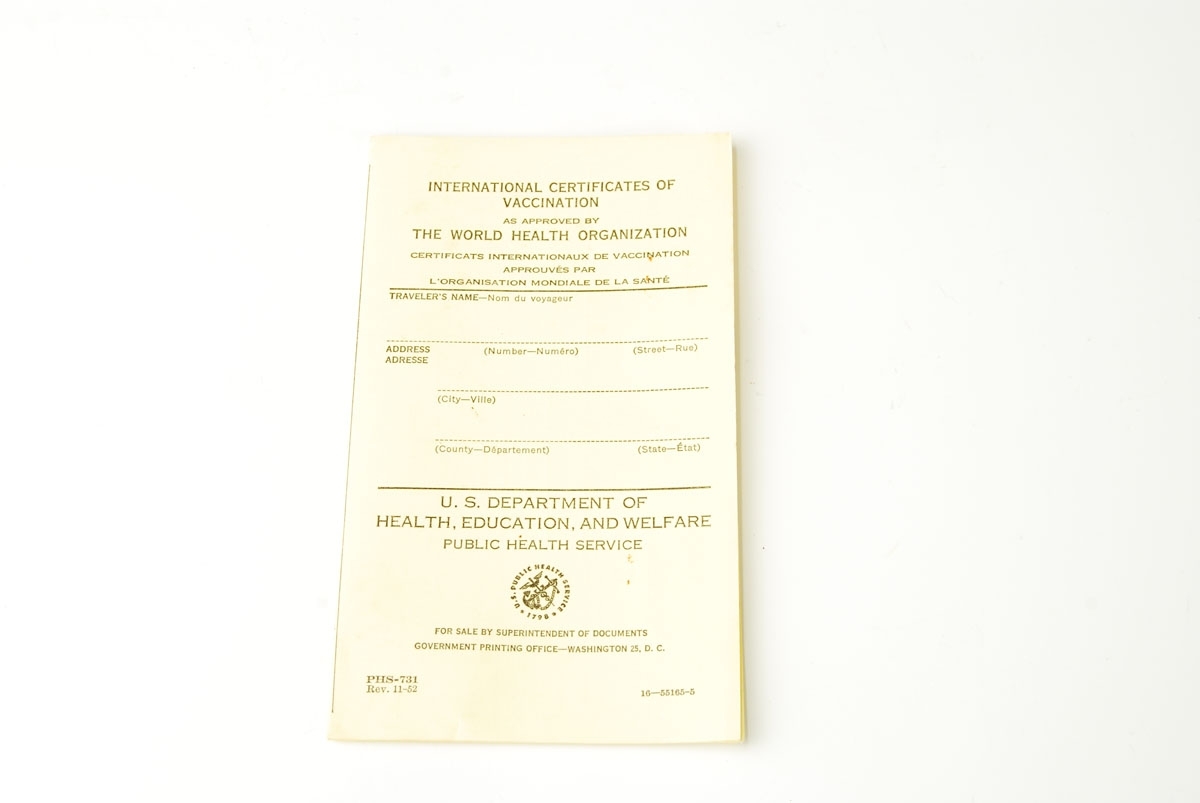 INTERNATIONAL CERTIFICATES OF
VACCINATION
AS APPROVED BY
THE WORLD HEALTH ORGANIZATION
CERTIFICATS INTERNATIONAUX DE VACCINATION
APPROUVÉS PAR
L'ORGANISATION MONDIALE DE LA SANTÉ
TRAVELER'S NAME—Nom du voyageur
ADDRESS (Number—Numéro) (Street—Rue)
ADRESSE
(City—Ville)
(County—Département) (State—État)
U. S. DEPARTMENT OF
HEALTH, EDUCATION, AND WELFARE
PUBLIC HEALTH SERVICE
U.S. PUBLIC HEALTH SERVICE
1798
FOR SALE BY SUPERINTENDENT OF DOCUMENTS
GOVERNMENT PRINTING OFFICE—WASHINGTON 25, D. C.
PHS-731
Rev. 11-52 16—55165-5